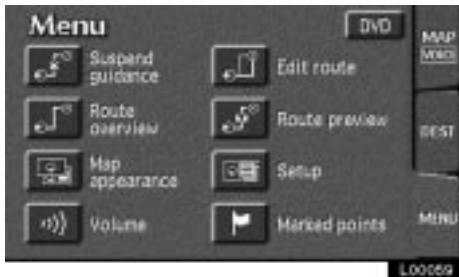 Menu
DVD
MAP
VOICE
Suspend
guidance
Edit route
Route
overview
Route preview
DEST
Map
appearance
Setup
Volume
Marked points
MENU
L00059